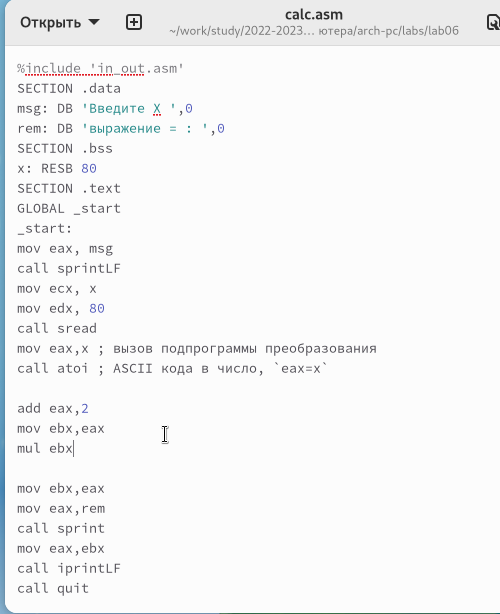 Открыть
calc.asm
~/work/study/2022-2023... ютера/arch-pc/labs/lab06
%include 'in_out.asm'
SECTION .data
msg: DB 'Введите X ',0
rem: DB 'выражение = : ',0
SECTION .bss
x: RESB 80
SECTION .text
GLOBAL _start
_start:
mov eax, msg
call sprintLF
mov ecx, x
mov edx, 80
call sread
mov eax,x ; вызов подпрограммы преобразования
call atoi ; ASCII кода в число, `eax=x`
add eax,2
mov ebx,eax
mul ebx
mov ebx,eax
mov eax,rem
call sprint
mov eax,ebx
call iprintLF
call quit